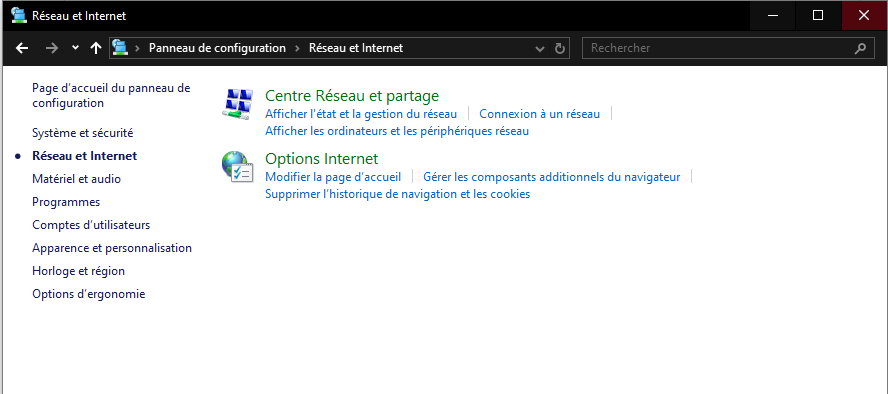 Réseau et Internet
Panneau de configuration
Réseau et Internet
Rechercher
Page d'accueil du panneau de
configuration
Système et sécurité
Réseau et Internet
Matériel et audio
Programmes
Comptes d'utilisateurs
Apparence et personnalisation
Horloge et région
Options d'ergonomie
Centre Réseau et partage
Afficher l'état et la gestion du réseau
Connexion à un réseau
Afficher les ordinateurs et les périphériques réseau
Options Internet
Modifier la page d'accueil
Gérer les composants additionnels du navigateur
Supprimer l'historique de navigation et les cookies